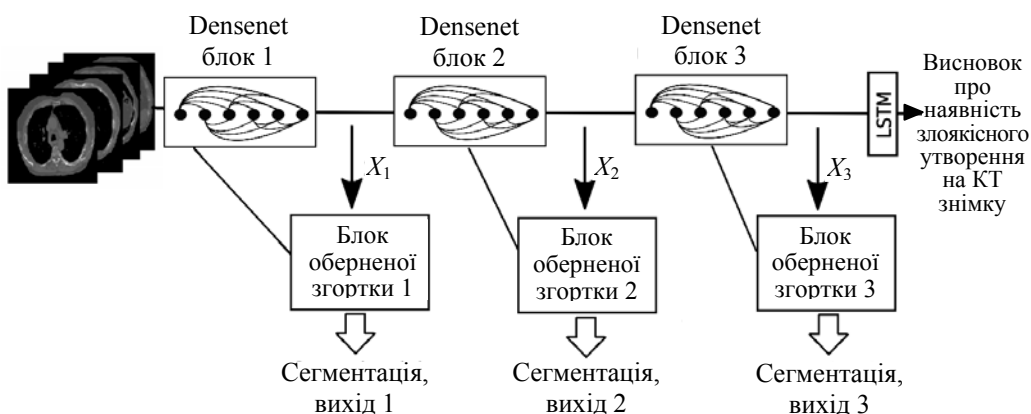 Densenet
блок 1
Densenet
блок 2
Densenet
блок 3
LSTM
Висновок
про
наявність
злоякісного
утворення
на КТ
знімку
X1
X2
X3
Блок
оберненої
згортки 1
Блок
оберненої
згортки 2
Блок
оберненої
згортки 3
Сегментація,
вихід 1
Сегментація,
вихід 2
Сегментація,
вихід 3